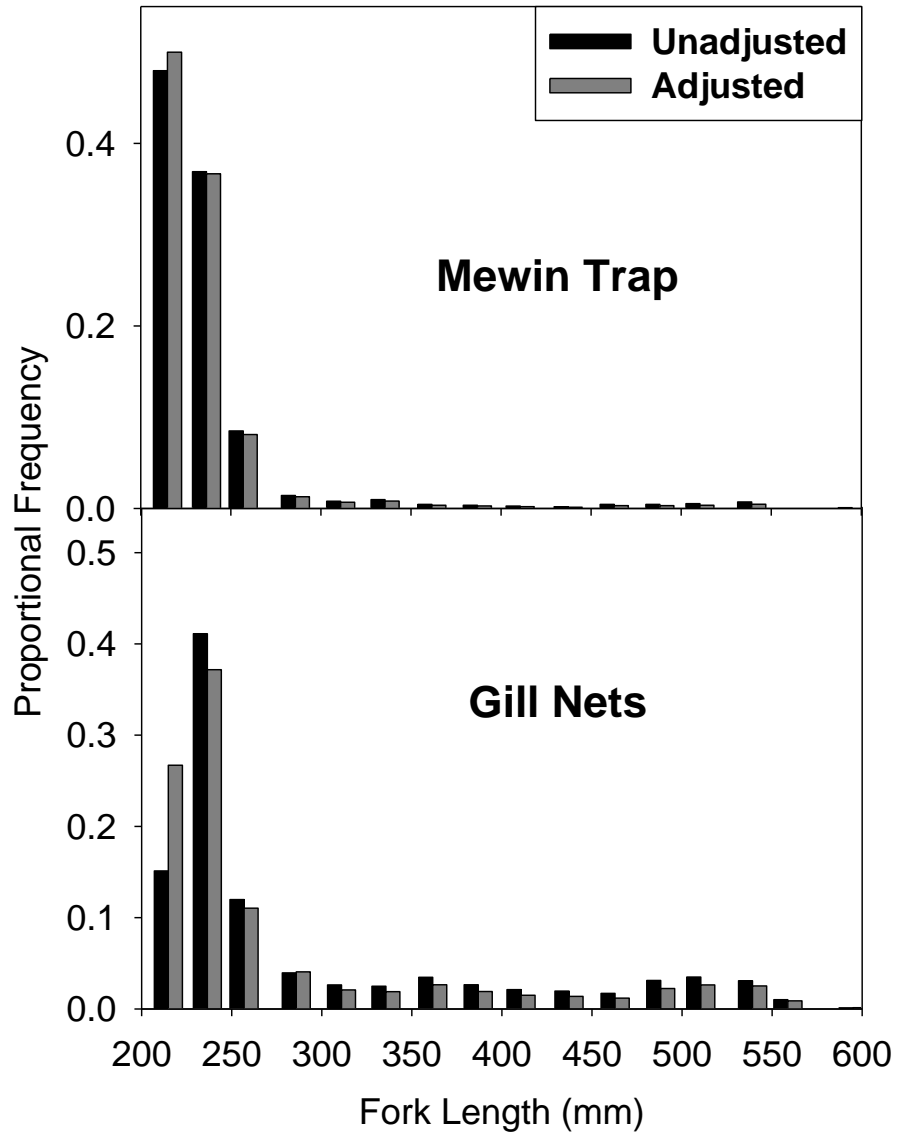 Unadjusted
Adjusted
Mewin Trap
0.4
0.2
0.0
Proportional Frequency
Gill Nets
0.5
0.4
0.3
0.2
0.1
0.0
200 250 300 350 400 450 500 550 600
Fork Length (mm)